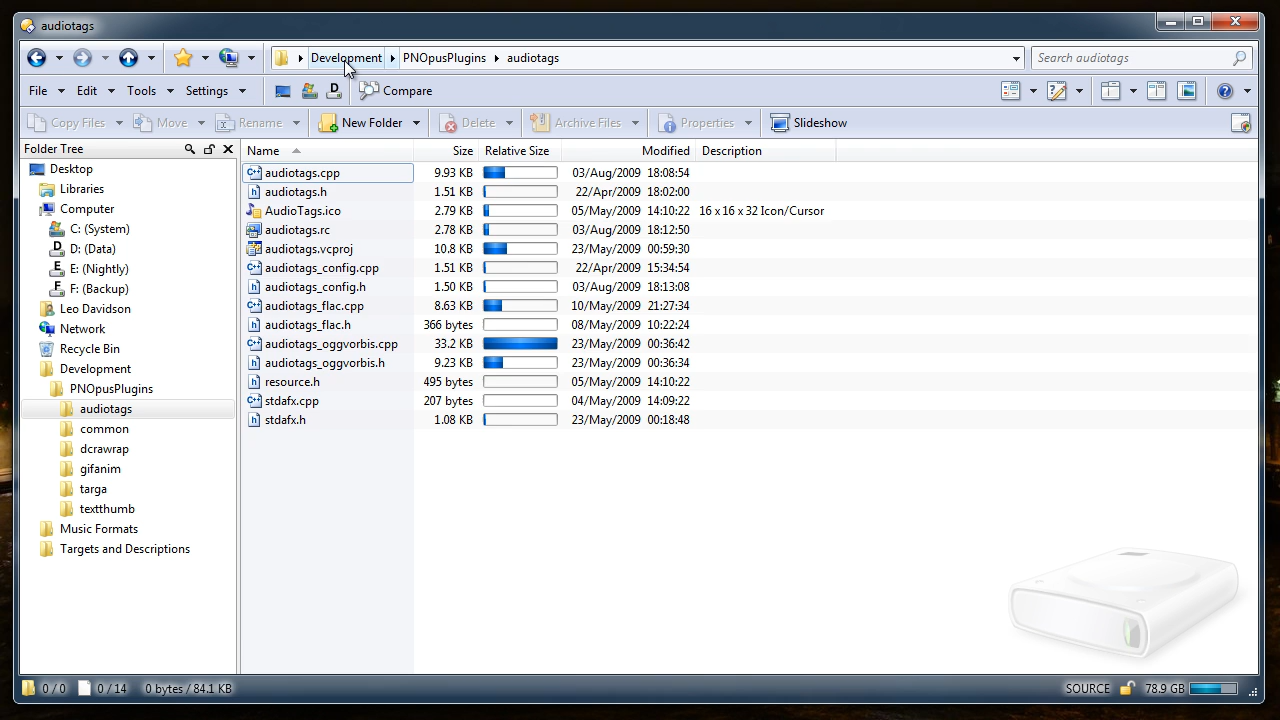 audiotags
Development PNOpusPlugins audiotags Search audiotags
File Edit Tools Settings D Compare
Copy Files Move Rename New Folder Delete Archive Files Properties Slideshow
Folder Tree
Desktop
Libraries
Computer
C: (System)
D D: (Data)
E E: (Nightly)
F F: (Backup)
Leo Davidson
Network
Recycle Bin
Development
PNOpusPlugins
audiotags
common
dcrawrap
gifanim
targa
textthumb
Music Formats
Targets and Descriptions
Name Size Relative Size Modified Description
audiotags.cpp 9.93 KB 03/Aug/2009 18:08:54
audiotags.h 1.51 KB 22/Apr/2009 18:02:00
AudioTags.ico 2.79 KB 05/May/2009 14:10:22 16 x 16 x 32 Icon/Cursor
audiotags.rc 2.78 KB 03/Aug/2009 18:12:50
audiotags.vcproj 10.8 KB 23/May/2009 00:59:30
audiotags_config.cpp 1.51 KB 22/Apr/2009 15:34:54
audiotags_config.h 1.50 KB 03/Aug/2009 18:13:08
audiotags_flac.cpp 8.63 KB 10/May/2009 21:27:34
audiotags_flac.h 366 bytes 08/May/2009 10:22:24
audiotags_oggvorbis.cpp 33.2 KB 23/May/2009 00:36:42
audiotags_oggvorbis.h 9.23 KB 23/May/2009 00:36:34
resource.h 495 bytes 05/May/2009 14:10:22
stdafx.cpp 207 bytes 04/May/2009 14:09:22
stdafx.h 1.08 KB 23/May/2009 00:18:48
0 / 0 0 / 14 0 bytes / 84.1 KB SOURCE 78.9 GB